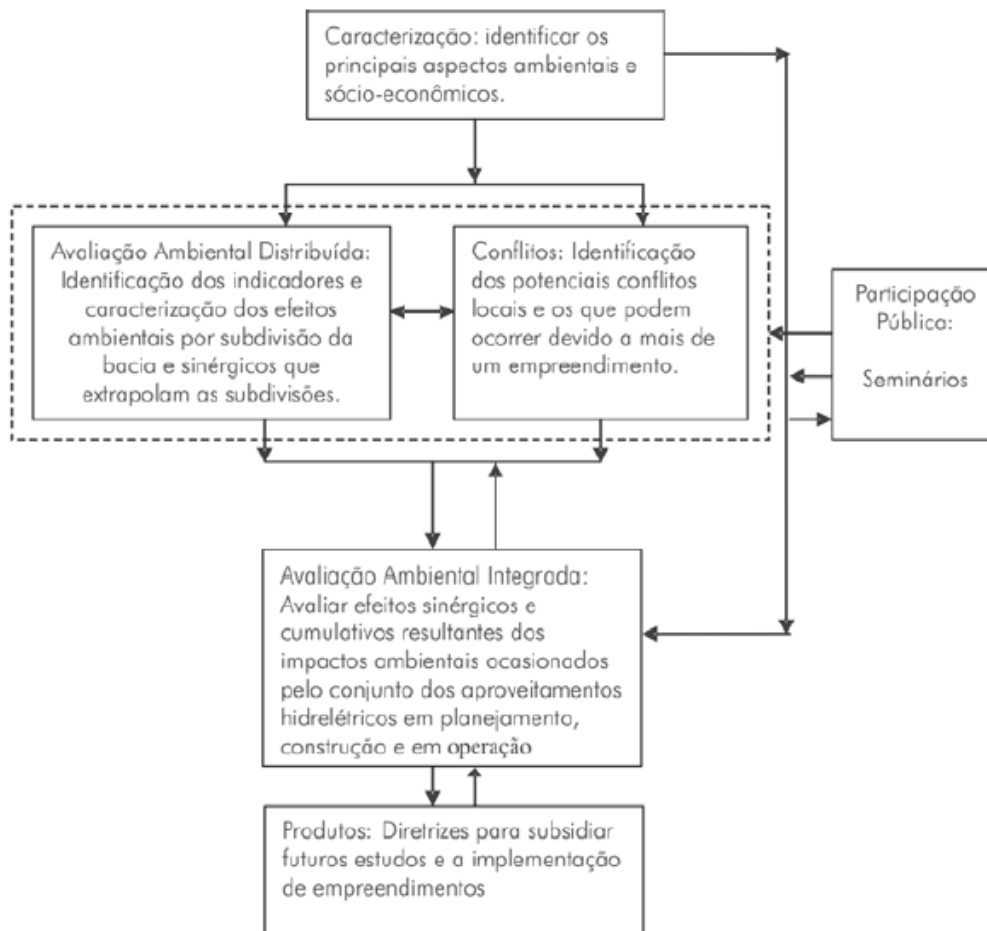 Caracterização: identificar os
principais aspectos ambientais e
sócio-econômicos.
Avaliação Ambiental Distribuída:
Identificação dos indicadores e
caracterização dos efeitos
ambientais por subdivisão da
bacia e sinérgicos que
extrapolam as subdivisões.
Conflitos: Identificação
dos potenciais conflitos
locais e os que podem
ocorrer devido a mais de
um empreendimento.
Participação
Pública:
Seminários
Avaliação Ambiental Integrada:
Avaliar efeitos sinérgicos e
cumulativos resultantes dos
impactos ambientais ocasionados
pelo conjunto dos aproveitamentos
hidrelétricos em planejamento,
construção e em operação
Produtos: Diretrizes para subsidiar
futuros estudos e a implementação
de empreendimentos